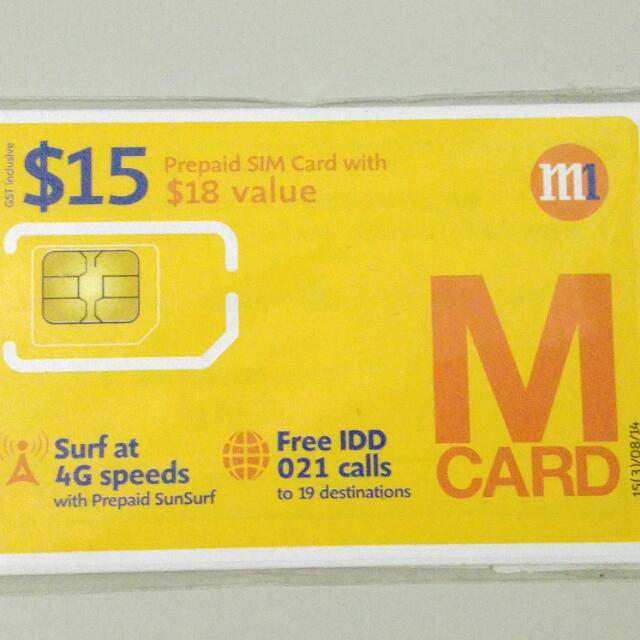 GST inclusive
$15
Prepaid SIM Card with
$18 value
m1
M
CARD
Surf at
4G speeds
with Prepaid SunSurf
Free IDD
021 calls
to 19 destinations
15(3)/08/14